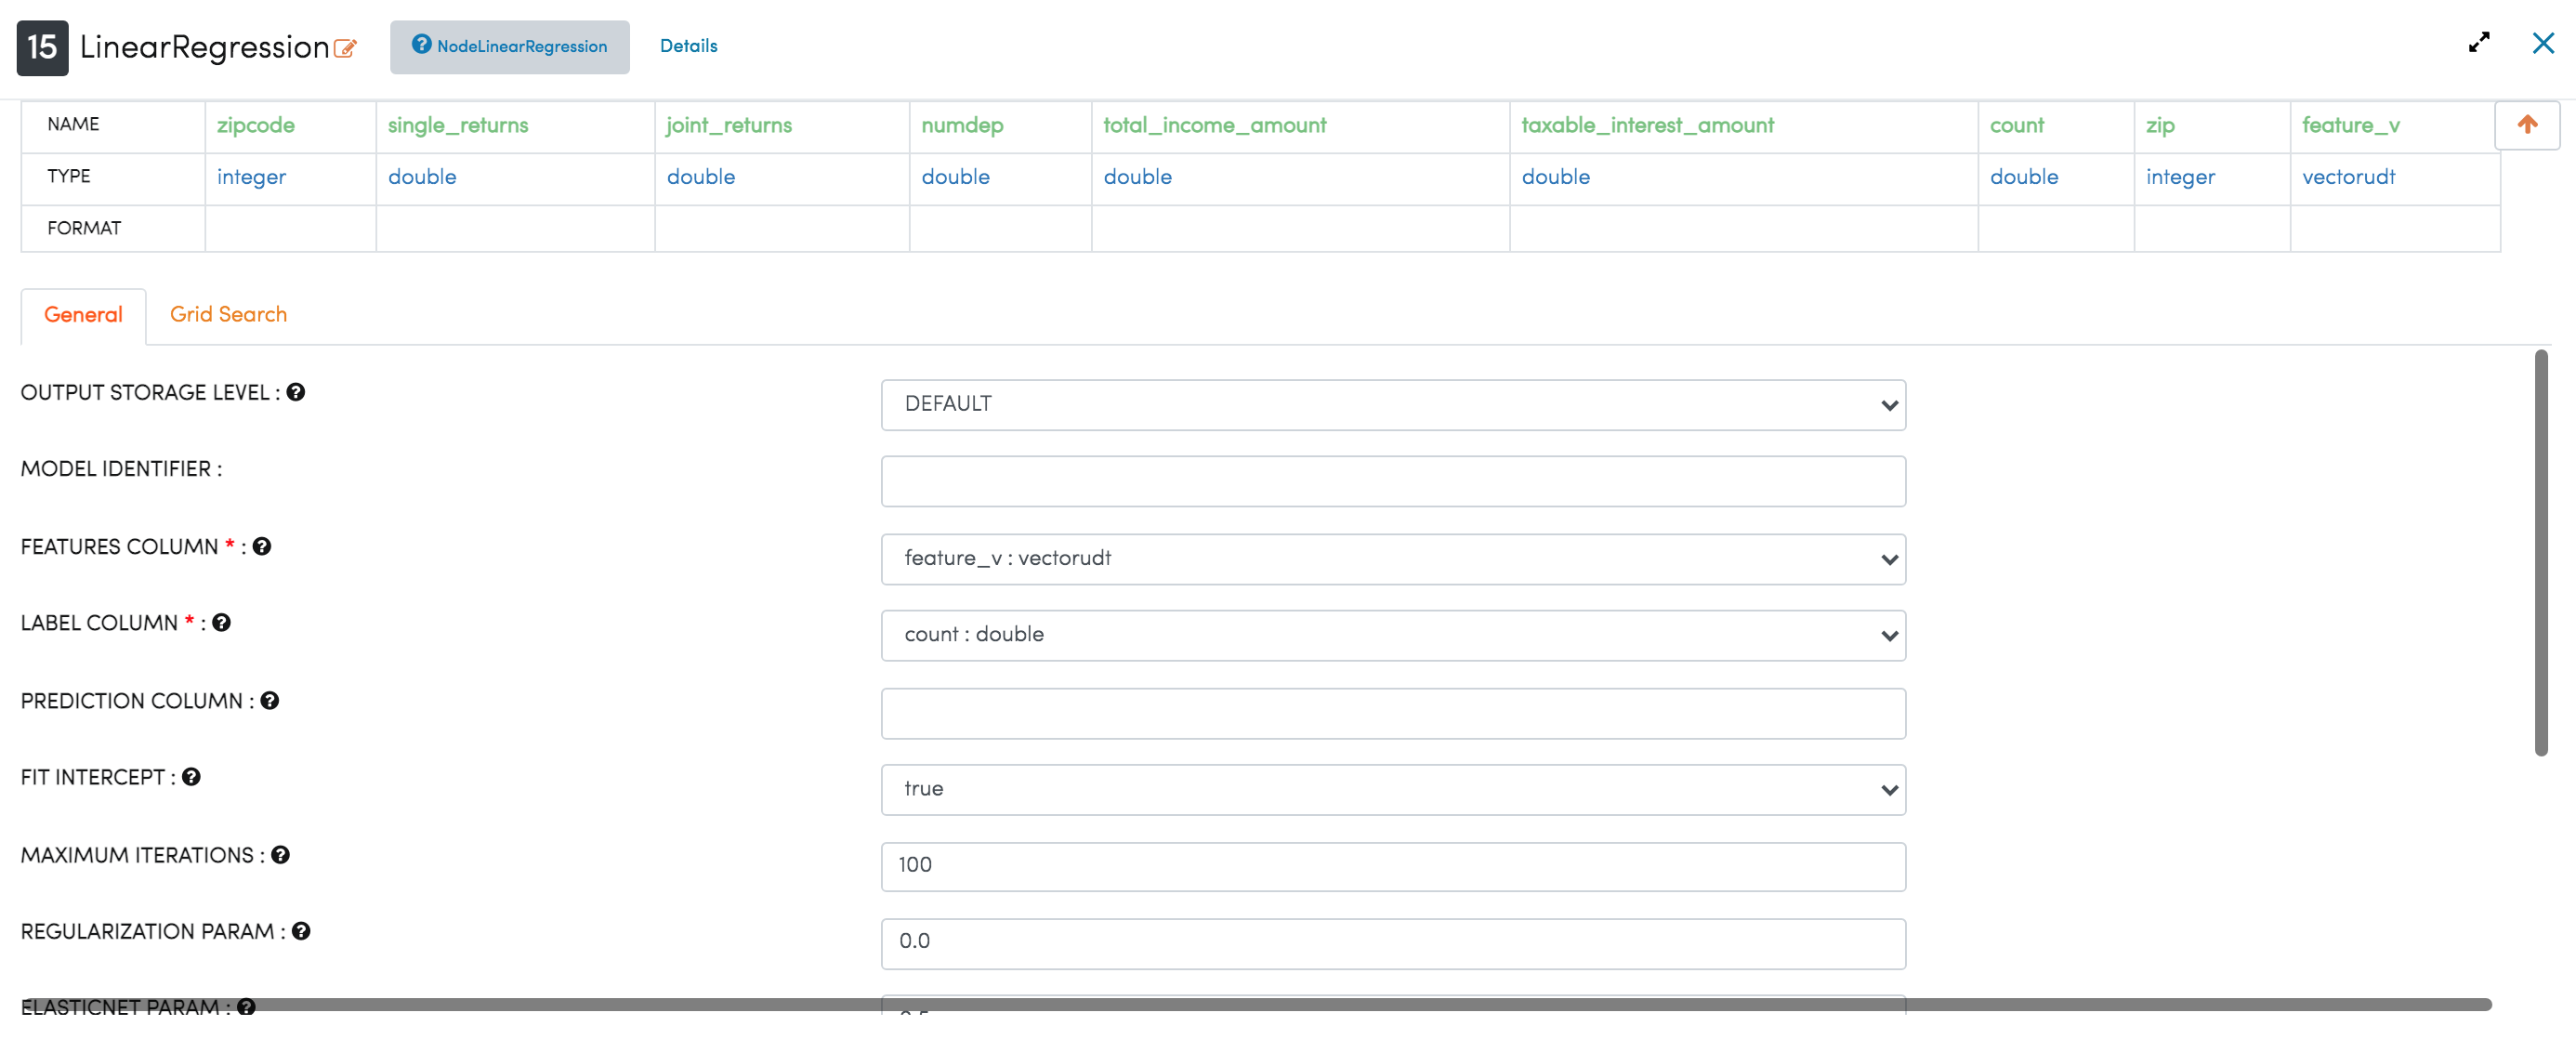 15 LinearRegression NodeLinearRegression Details
NAME zipcode single_returns joint_returns numdep total_income_amount taxable_interest_amount count zip feature_v
TYPE integer double double double double double double integer vectorudt
FORMAT
General Grid Search
OUTPUT STORAGE LEVEL : DEFAULT
MODEL IDENTIFIER :
FEATURES COLUMN * : feature_v : vectorudt
LABEL COLUMN * : count : double
PREDICTION COLUMN :
FIT INTERCEPT : true
MAXIMUM ITERATIONS : 100
REGULARIZATION PARAM : 0.0
ELASTICNET PARAM :